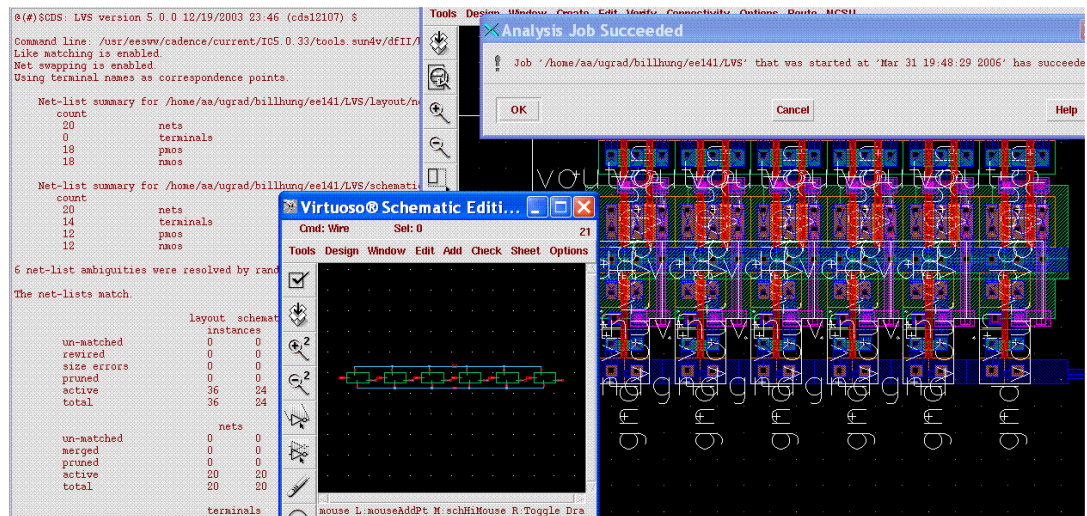 @(#)$CDS: LVS version 5.0.0 12/19/2003 23:46 (cds12107) $
Command line: /usr/eesww/cadence/current/IC5.0.33/tools.sun4v/dfII/
Like matching is enabled.
Net swapping is enabled.
Using terminal names as correspondence points.
Net-list summary for /home/aa/ugrad/billhung/ee141/LVS/layout/
count
20 nets
0 terminals
18 pmos
18 nmos
Net-list summary for /home/aa/ugrad/billhung/ee141/LVS/schematic
count
20 nets
14 terminals
12 pmos
12 nmos
6 net-list ambiguities were resolved by rand
The net-lists match.
layout schemat
instances
un-matched 0 0
rewired 0 0
size errors 0 0
pruned 0 0
active 36 24
total 36 24
nets
un-matched 0 0
merged 0 0
pruned 0 0
active 20 20
total 20 20
terminals
Tools Design Window Create Edit Verify Connectivity Options Route NCSU
Analysis Job Succeeded
Job '/home/aa/ugrad/billhung/ee141/LVS' that was started at 'Mar 31 19:48:29 2006' has succeede
OK Cancel Help
Virtuoso® Schematic Editi...
Cmd: Wire Sel: 0 21
Tools Design Window Edit Add Check Sheet Options
mouse L:mouseAddPt M:schHiMouse R:Toggle Dra
gnd gnd gnd gnd gnd gnd